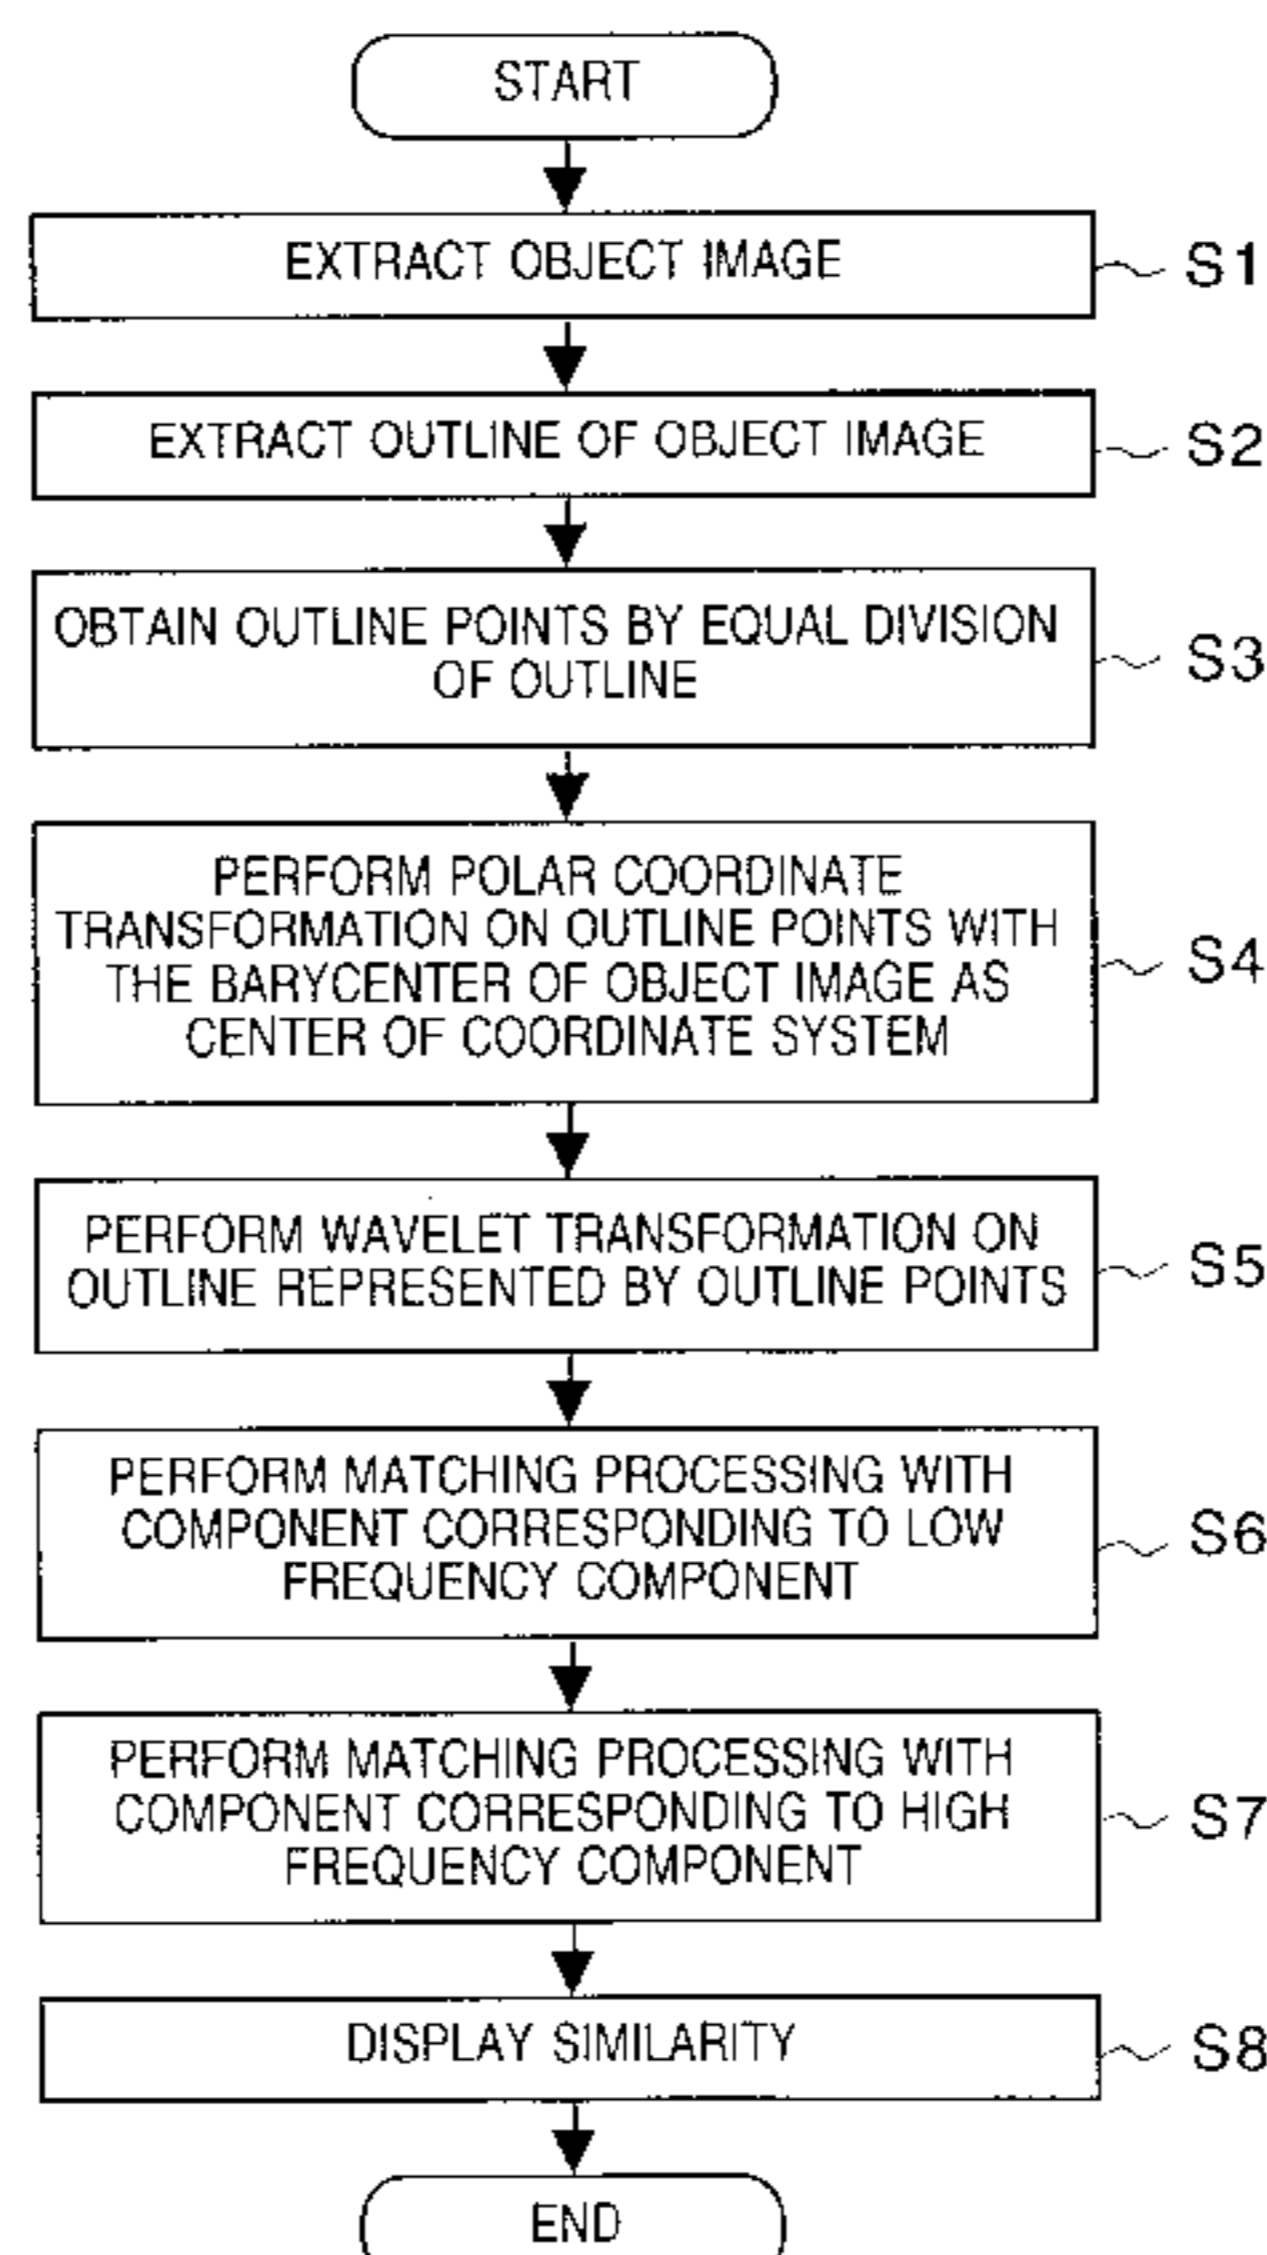 START
EXTRACT OBJECT IMAGE
S1
EXTRACT OUTLINE OF OBJECT IMAGE
S2
OBTAIN OUTLINE POINTS BY EQUAL DIVISION
OF OUTLINE
S3
PERFORM POLAR COORDINATE
TRANSFORMATION ON OUTLINE POINTS WITH
THE BARYCENTER OF OBJECT IMAGE AS
CENTER OF COORDINATE SYSTEM
S4
PERFORM WAVELET TRANSFORMATION ON
OUTLINE REPRESENTED BY OUTLINE POINTS
S5
PERFORM MATCHING PROCESSING WITH
COMPONENT CORRESPONDING TO LOW
FREQUENCY COMPONENT
S6
PERFORM MATCHING PROCESSING WITH
COMPONENT CORRESPONDING TO HIGH
FREQUENCY COMPONENT
S7
DISPLAY SIMILARITY
S8
END